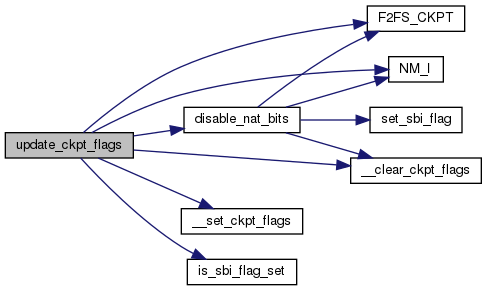 F2FS_CKPT
NM_I
disable_nat_bits
set_sbi_flag
update_ckpt_flags
__clear_ckpt_flags
__set_ckpt_flags
is_sbi_flag_set